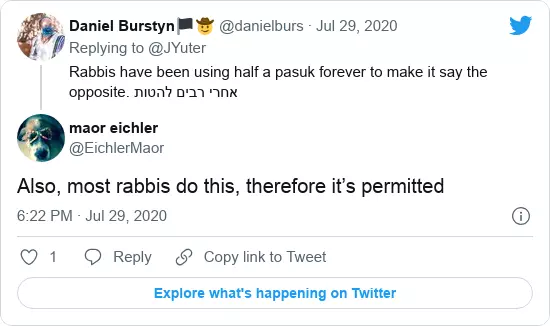 Daniel Burstyn🏴🤠 @danielburs · Jul 29, 2020
Replying to @JYuter
Rabbis have been using half a pasuk forever to make it say the
opposite. אחרי רבים להטות
maor eichler
@EichlerMaor
Also, most rabbis do this, therefore it’s permitted
6:22 PM · Jul 29, 2020
1 Reply Copy link to Tweet
Explore what's happening on Twitter